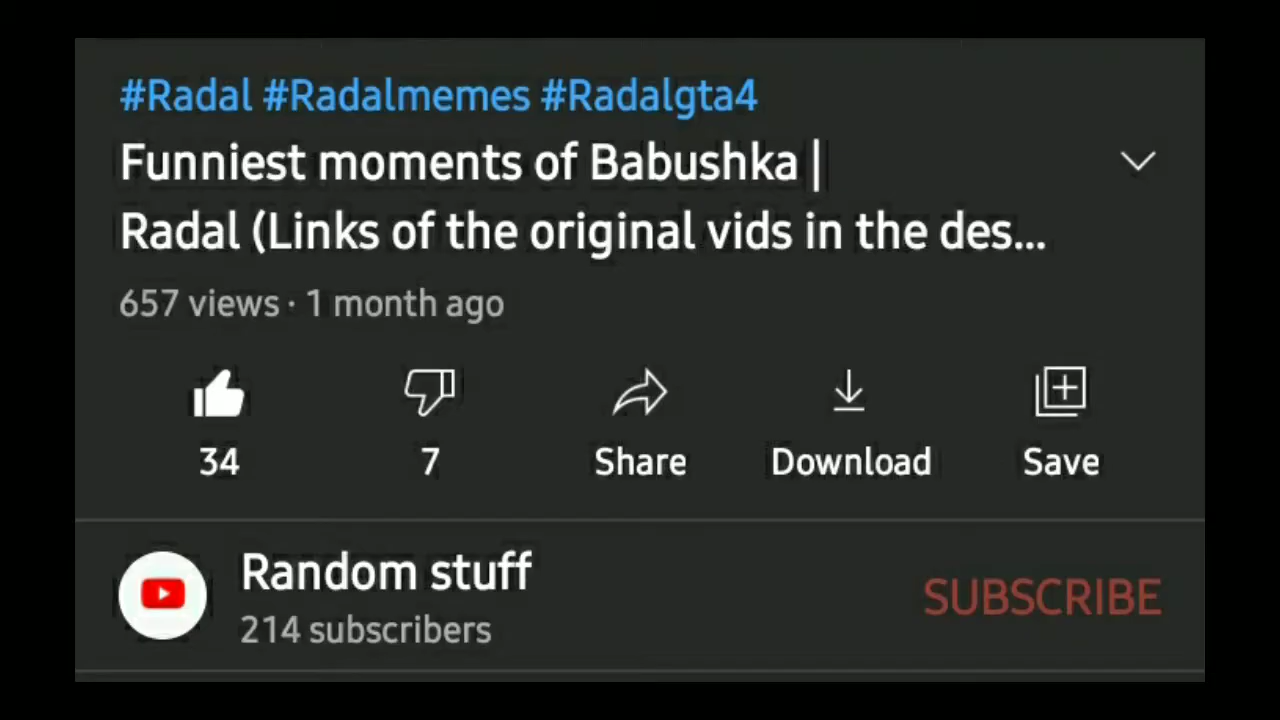 #Radal #Radalmemes #Radalgta4
Funniest moments of Babushka |
Radal (Links of the original vids in the des...
657 views · 1 month ago
34 7 Share Download Save
Random stuff
214 subscribers
SUBSCRIBE